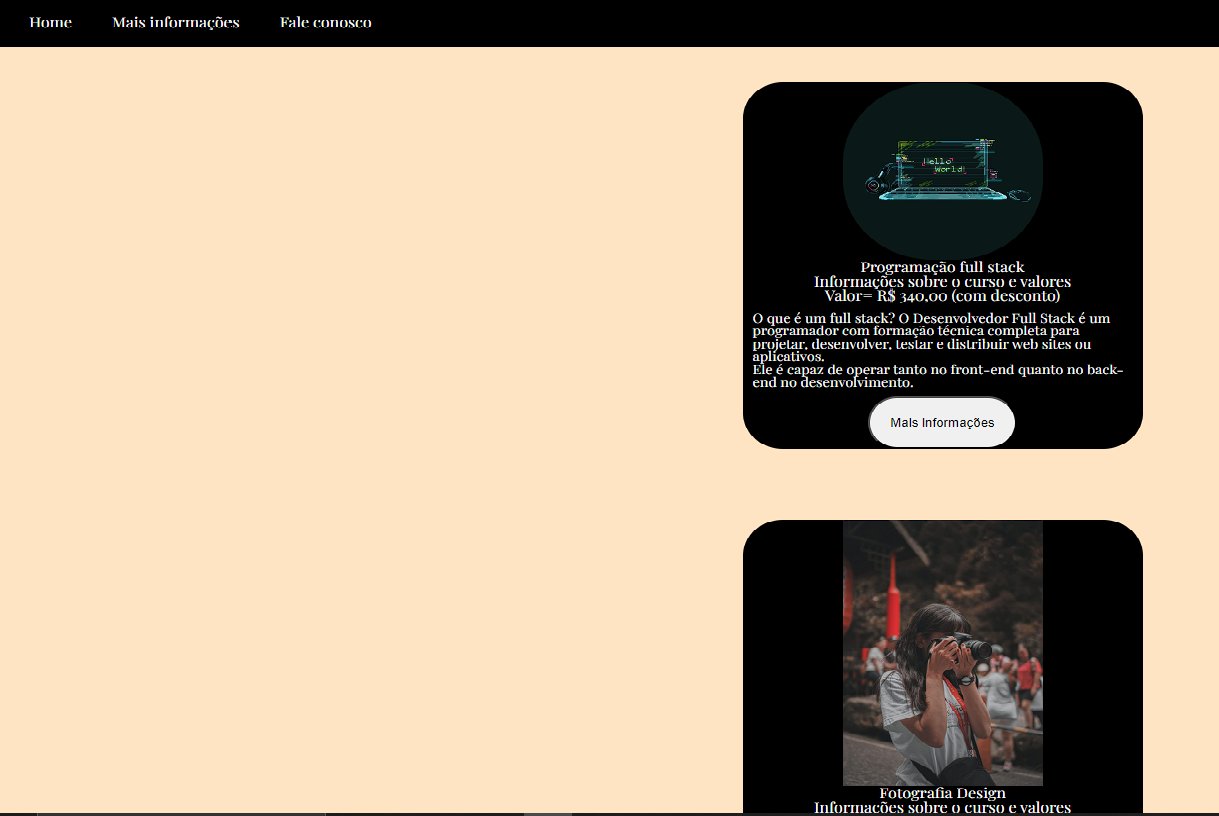 Home Mais informações Fale conosco
Hello
World!
Programação full stack
Informações sobre o curso e valores
Valor= R$ 340,00 (com desconto)
O que é um full stack? O Desenvolvedor Full Stack é um
programador com formação técnica completa para
projetar, desenvolver, testar e distribuir web sites ou
aplicativos.
Ele é capaz de operar tanto no front-end quanto no back-
end no desenvolvimento.
Mais Informações
Fotografia Design
Informações sobre o curso e valores